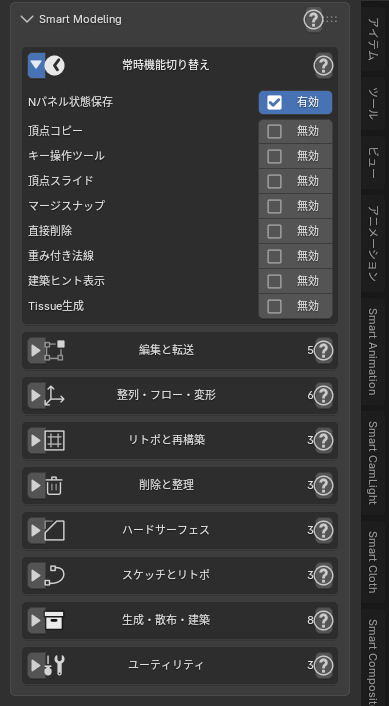 Smart Modeling
常時機能切り替え
Nパネル状態保存 有効
頂点コピー 無効
キー操作ツール 無効
頂点スライド 無効
マージスナップ 無効
直接削除 無効
重み付き法線 無効
建築ヒント表示 無効
Tissue生成 無効
編集と転送 5
整列・フロー・変形 6
リトポと再構築 3
削除と整理 3
ハードサーフェス 3
スケッチとリトポ 3
生成・散布・建築 8
ユーティリティ 3
アイテム
ツール
ビュー
アニメーション
Smart Animation
Smart CamLight
Smart Cloth
Smart Composit